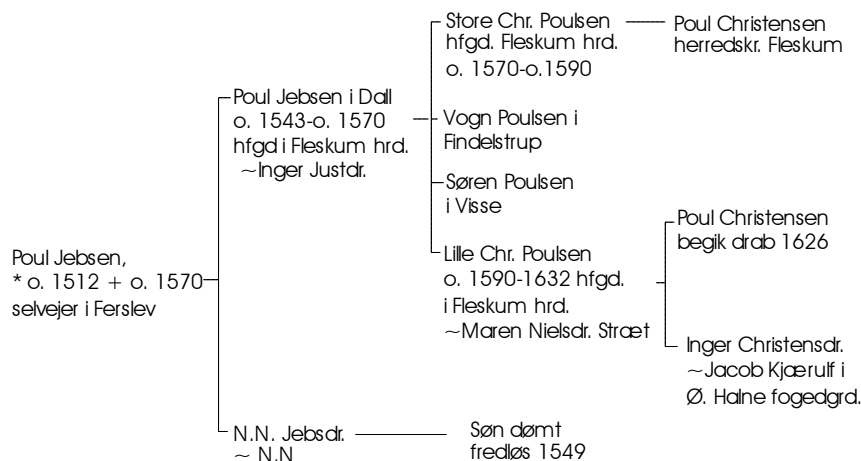 Poul Jebsen,
* o. 1512 + o. 1570
selvejer i Ferslev
Poul Jebsen i Dall
o. 1543-o. 1570
hfgd i Fleskum hrd.
~Inger Justdr.
N.N. Jebsdr.
~ N.N
Store Chr. Poulsen
hfgd. Fleskum hrd.
o. 1570-o.1590
Vogn Poulsen i
Findelstrup
Søren Poulsen
i Visse
Lille Chr. Poulsen
o. 1590-1632 hfgd.
i Fleskum hrd.
~Maren Nielsdr. Stræt
Søn dømt
fredløs 1549
Poul Christensen
herredskr. Fleskum
Poul Christensen
begik drab 1626
Inger Christensdr.
~Jacob Kjærulf i
Ø. Halne fogedgrd.